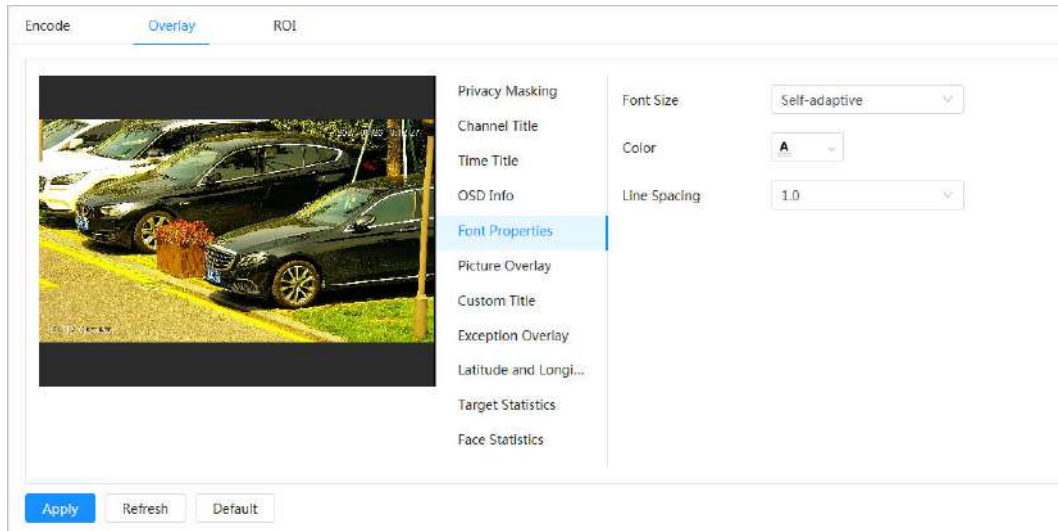 Encode Overlay ROI
Privacy Masking
Channel Title
Time Title
OSD Info
Font Properties
Picture Overlay
Custom Title
Exception Overlay
Latitude and Longi...
Target Statistics
Face Statistics
Font Size Self-adaptive
Color A
Line Spacing 1.0
Apply Refresh Default